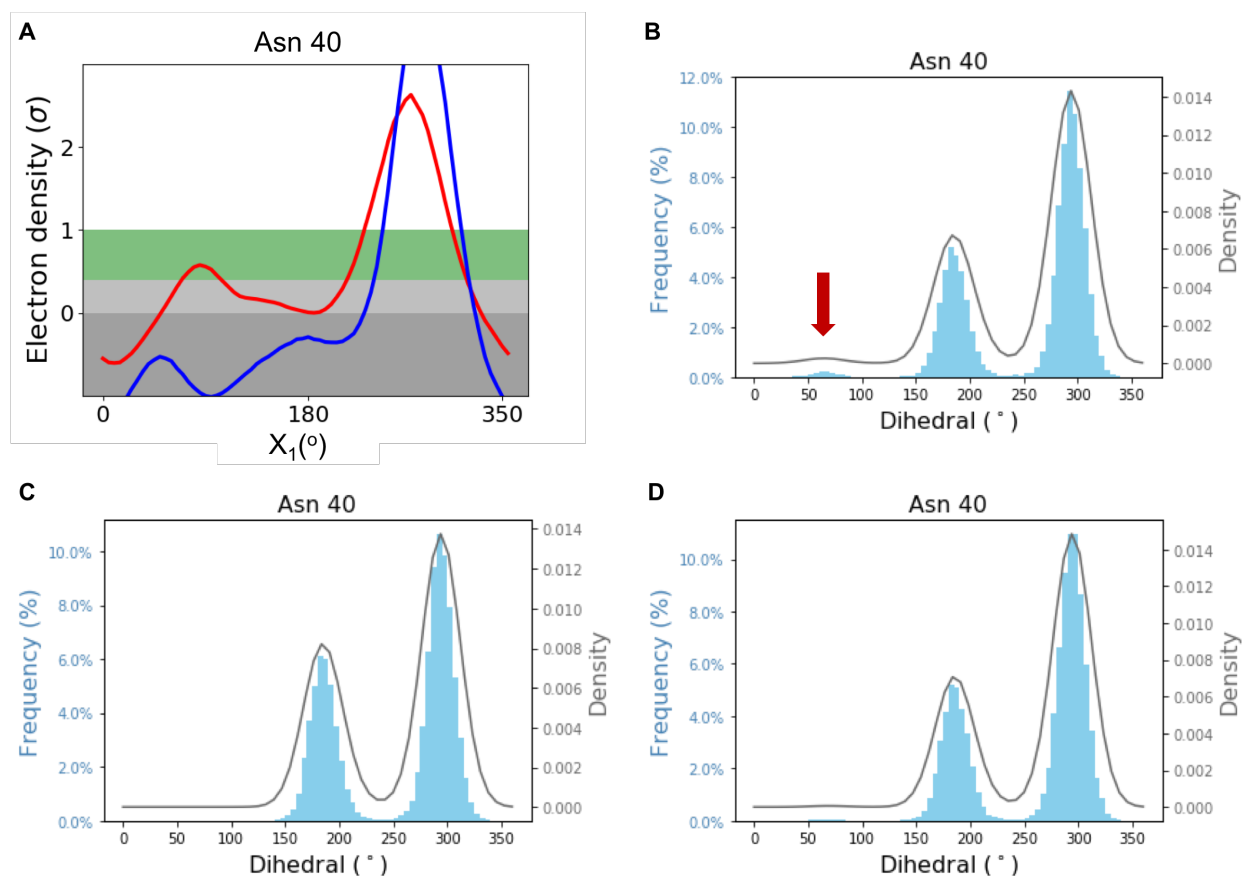 A
Asn 40
Electron density (σ)
2
1
0
0 180 350
X1(o)
B
Asn 40
Frequency (%)
12.0%
10.0%
8.0%
6.0%
4.0%
2.0%
0.0%
0 50 100 150 200 250 300 350
Dihedral (°)
0.014
0.012
0.010
0.008
0.006
0.004
0.002
0.000
Density
C
Asn 40
Frequency (%)
10.0%
8.0%
6.0%
4.0%
2.0%
0.0%
0 50 100 150 200 250 300 350
Dihedral (°)
0.014
0.012
0.010
0.008
0.006
0.004
0.002
0.000
Density
D
Asn 40
Frequency (%)
10.0%
8.0%
6.0%
4.0%
2.0%
0.0%
0 50 100 150 200 250 300 350
Dihedral (°)
0.014
0.012
0.010
0.008
0.006
0.004
0.002
0.000
Density